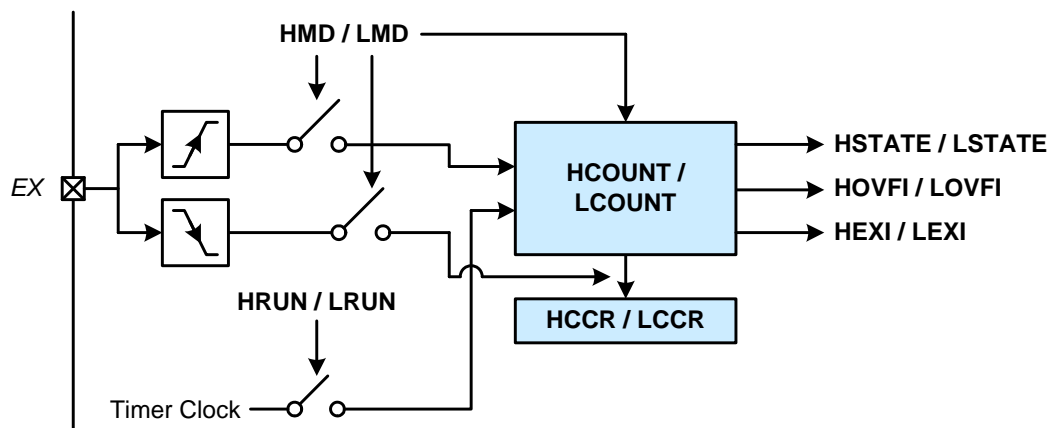 HMD / LMD
EX
HCOUNT /
LCOUNT
HSTATE / LSTATE
HOVFI / LOVFI
HEXI / LEXI
HRUN / LRUN
HCCR / LCCR
Timer Clock